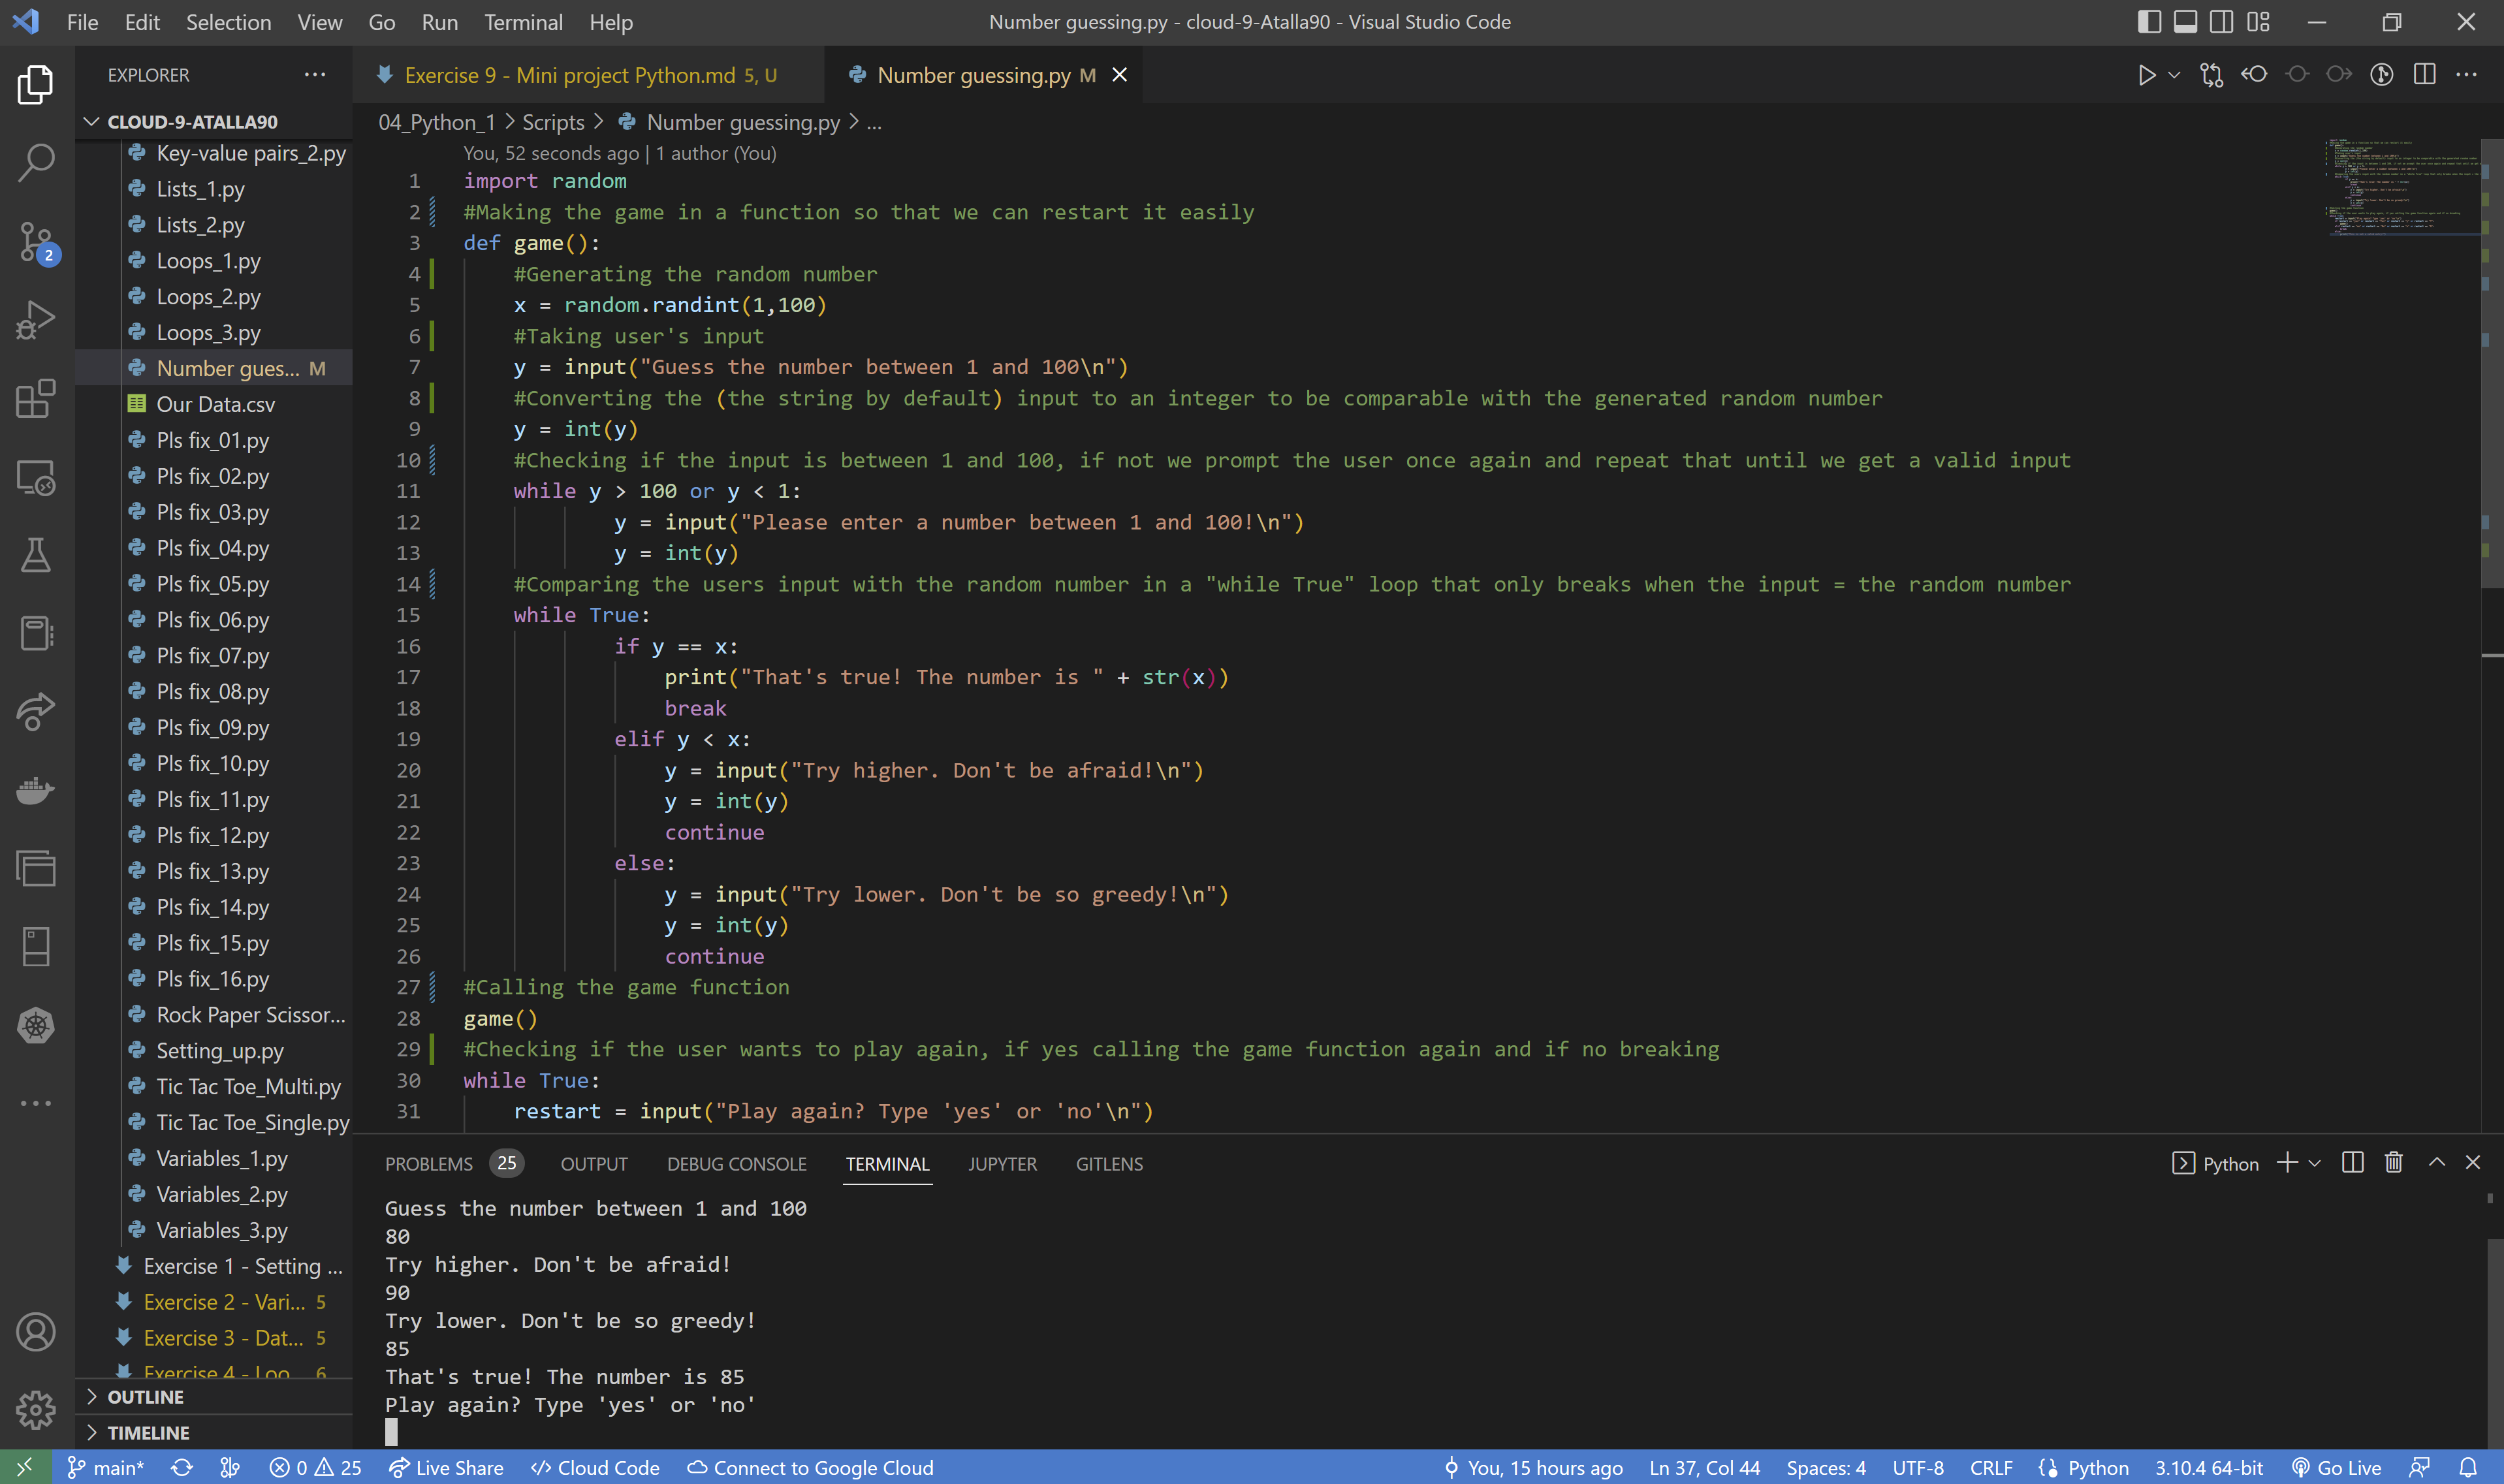 File Edit Selection View Go Run Terminal Help
Number guessing.py - cloud-9-Atalla90 - Visual Studio Code
EXPLORER
CLOUD-9-ATALLA90
Key-value pairs_2.py
Lists_1.py
Lists_2.py
Loops_1.py
Loops_2.py
Loops_3.py
Number gues... M
Our Data.csv
Pls fix_01.py
Pls fix_02.py
Pls fix_03.py
Pls fix_04.py
Pls fix_05.py
Pls fix_06.py
Pls fix_07.py
Pls fix_08.py
Pls fix_09.py
Pls fix_10.py
Pls fix_11.py
Pls fix_12.py
Pls fix_13.py
Pls fix_14.py
Pls fix_15.py
Pls fix_16.py
Rock Paper Scissor...
Setting_up.py
Tic Tac Toe_Multi.py
Tic Tac Toe_Single.py
Variables_1.py
Variables_2.py
Variables_3.py
Exercise 1 - Setting ...
Exercise 2 - Vari... 5
Exercise 3 - Dat... 5
Exercise 4 - Loo... 6
OUTLINE
TIMELINE
2
Exercise 9 - Mini project Python.md 5, U
Number guessing.py M
04_Python_1 > Scripts > Number guessing.py > ...
You, 52 seconds ago | 1 author (You)
1 import random
2 #Making the game in a function so that we can restart it easily
3 def game():
4 #Generating the random number
5 x = random.randint(1,100)
6 #Taking user's input
7 y = input("Guess the number between 1 and 100\n")
8 #Converting the (the string by default) input to an integer to be comparable with the generated random number
9 y = int(y)
10 #Checking if the input is between 1 and 100, if not we prompt the user once again and repeat that until we get a valid input
11 while y > 100 or y < 1:
12 y = input("Please enter a number between 1 and 100!\n")
13 y = int(y)
14 #Comparing the users input with the random number in a "while True" loop that only breaks when the input = the random number
15 while True:
16 if y == x:
17 print("That's true! The number is " + str(x))
18 break
19 elif y < x:
20 y = input("Try higher. Don't be afraid!\n")
21 y = int(y)
22 continue
23 else:
24 y = input("Try lower. Don't be so greedy!\n")
25 y = int(y)
26 continue
27 #Calling the game function
28 game()
29 #Checking if the user wants to play again, if yes calling the game function again and if no breaking
30 while True:
31 restart = input("Play again? Type 'yes' or 'no'\n")
PROBLEMS 25 OUTPUT DEBUG CONSOLE TERMINAL JUPYTER GITLENS
Python
Guess the number between 1 and 100
80
Try higher. Don't be afraid!
90
Try lower. Don't be so greedy!
85
That's true! The number is 85
Play again? Type 'yes' or 'no'
main* 0 25 Live Share Cloud Code Connect to Google Cloud
You, 15 hours ago Ln 37, Col 44 Spaces: 4 UTF-8 CRLF Python 3.10.4 64-bit Go Live